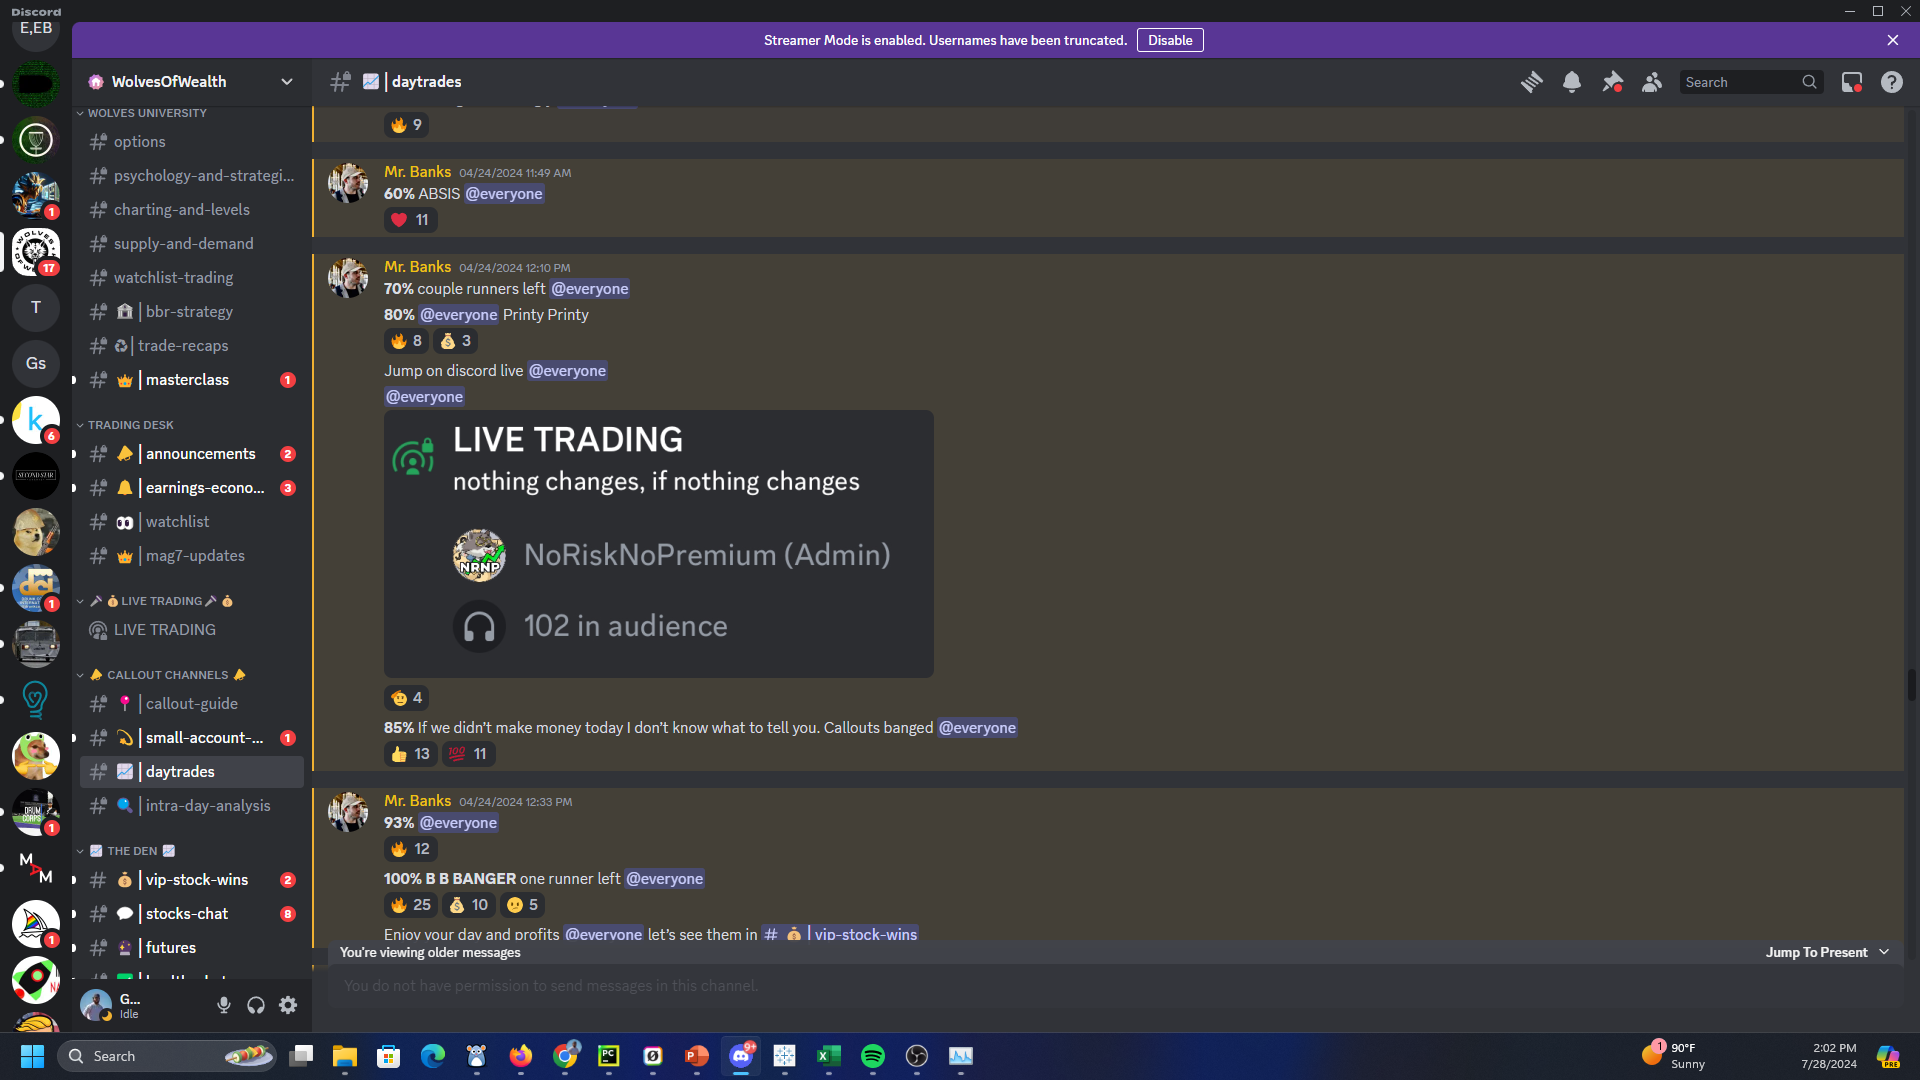 Discord
E,EB
Streamer Mode is enabled. Usernames have been truncated.
Disable
WolvesOfWealth
| daytrades
Search
WOLVES UNIVERSITY
options
psychology-and-strategi...
charting-and-levels
supply-and-demand
watchlist-trading
| bbr-strategy
| trade-recaps
| masterclass
1
TRADING DESK
| announcements
2
| earnings-econo...
3
| watchlist
| mag7-updates
LIVE TRADING
LIVE TRADING
CALLOUT CHANNELS
| callout-guide
| small-account-...
1
| daytrades
| intra-day-analysis
THE DEN
| vip-stock-wins
2
| stocks-chat
8
| futures
1
17
T
Gs
k
6
SECOND STAR
1
DRUM
CORPS
1
M
A
M
1
G...
Idle
9
Mr. Banks 04/24/2024 11:49 AM
60% ABSIS @everyone
11
Mr. Banks 04/24/2024 12:10 PM
70% couple runners left @everyone
80% @everyone Printy Printy
8 3
Jump on discord live @everyone
@everyone
LIVE TRADING
nothing changes, if nothing changes
NRNP
NoRiskNoPremium (Admin)
102 in audience
4
85% If we didn't make money today I don't know what to tell you. Callouts banged @everyone
13 100 11
Mr. Banks 04/24/2024 12:33 PM
93% @everyone
12
100% B B BANGER one runner left @everyone
25 10 5
Enjoy your day and profits @everyone let's see them in # | vip-stock-wins
You're viewing older messages
Jump To Present
You do not have permission to send messages in this channel.
Search
PC
P
9+
X
1
90°F
Sunny
2:02 PM
7/28/2024
PRE